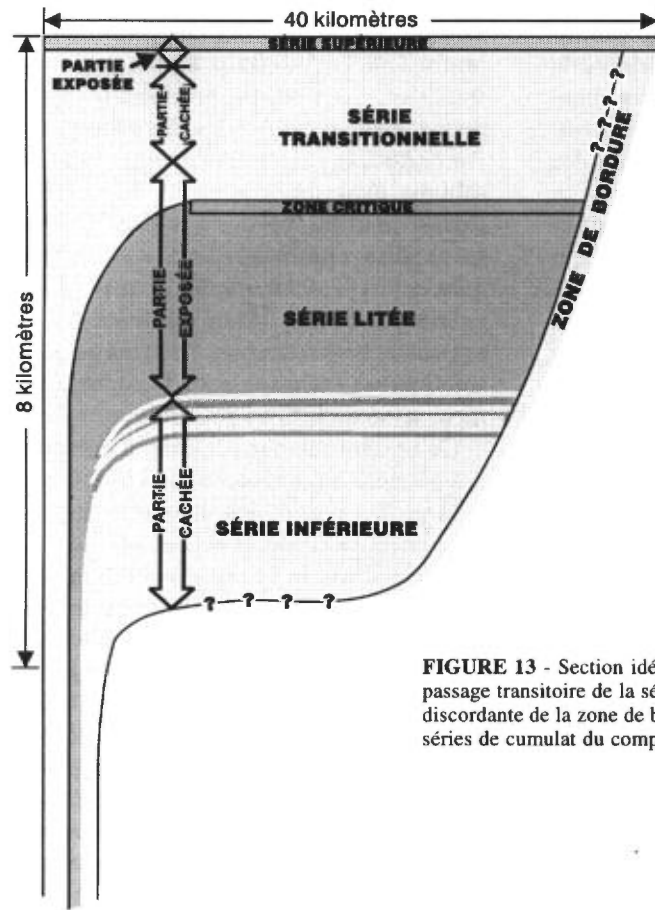 40 kilomètres
SÉRIE SUPÉRIEURE
PARTIE
EXPOSÉE
PARTIE
CACHÉE
SÉRIE
TRANSITIONNELLE
?-?-?-?
ZONE DE BORDURE
ZONE CRITIQUE
8 kilomètres
PARTIE
EXPOSÉE
SÉRIE LITÉE
PARTIE
CACHÉE
SÉRIE INFÉRIEURE
? - ? - ? - ?
FIGURE 13 - Section idé
passage transitoire de la sé
discordante de la zone de b
séries de cumulat du comp